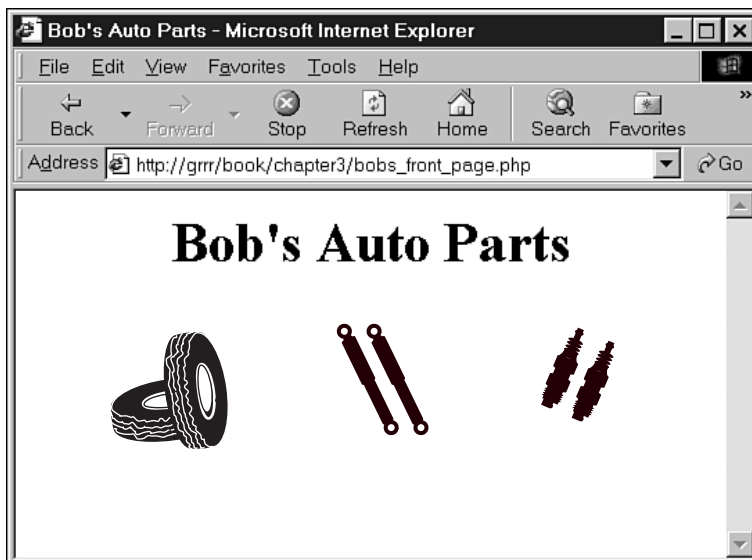 Bob's Auto Parts - Microsoft Internet Explorer
File Edit View Favorites Tools Help
Back Forward Stop Refresh Home Search Favorites »
Address http://grrr/book/chapter3/bobs_front_page.php Go
Bob's Auto Parts